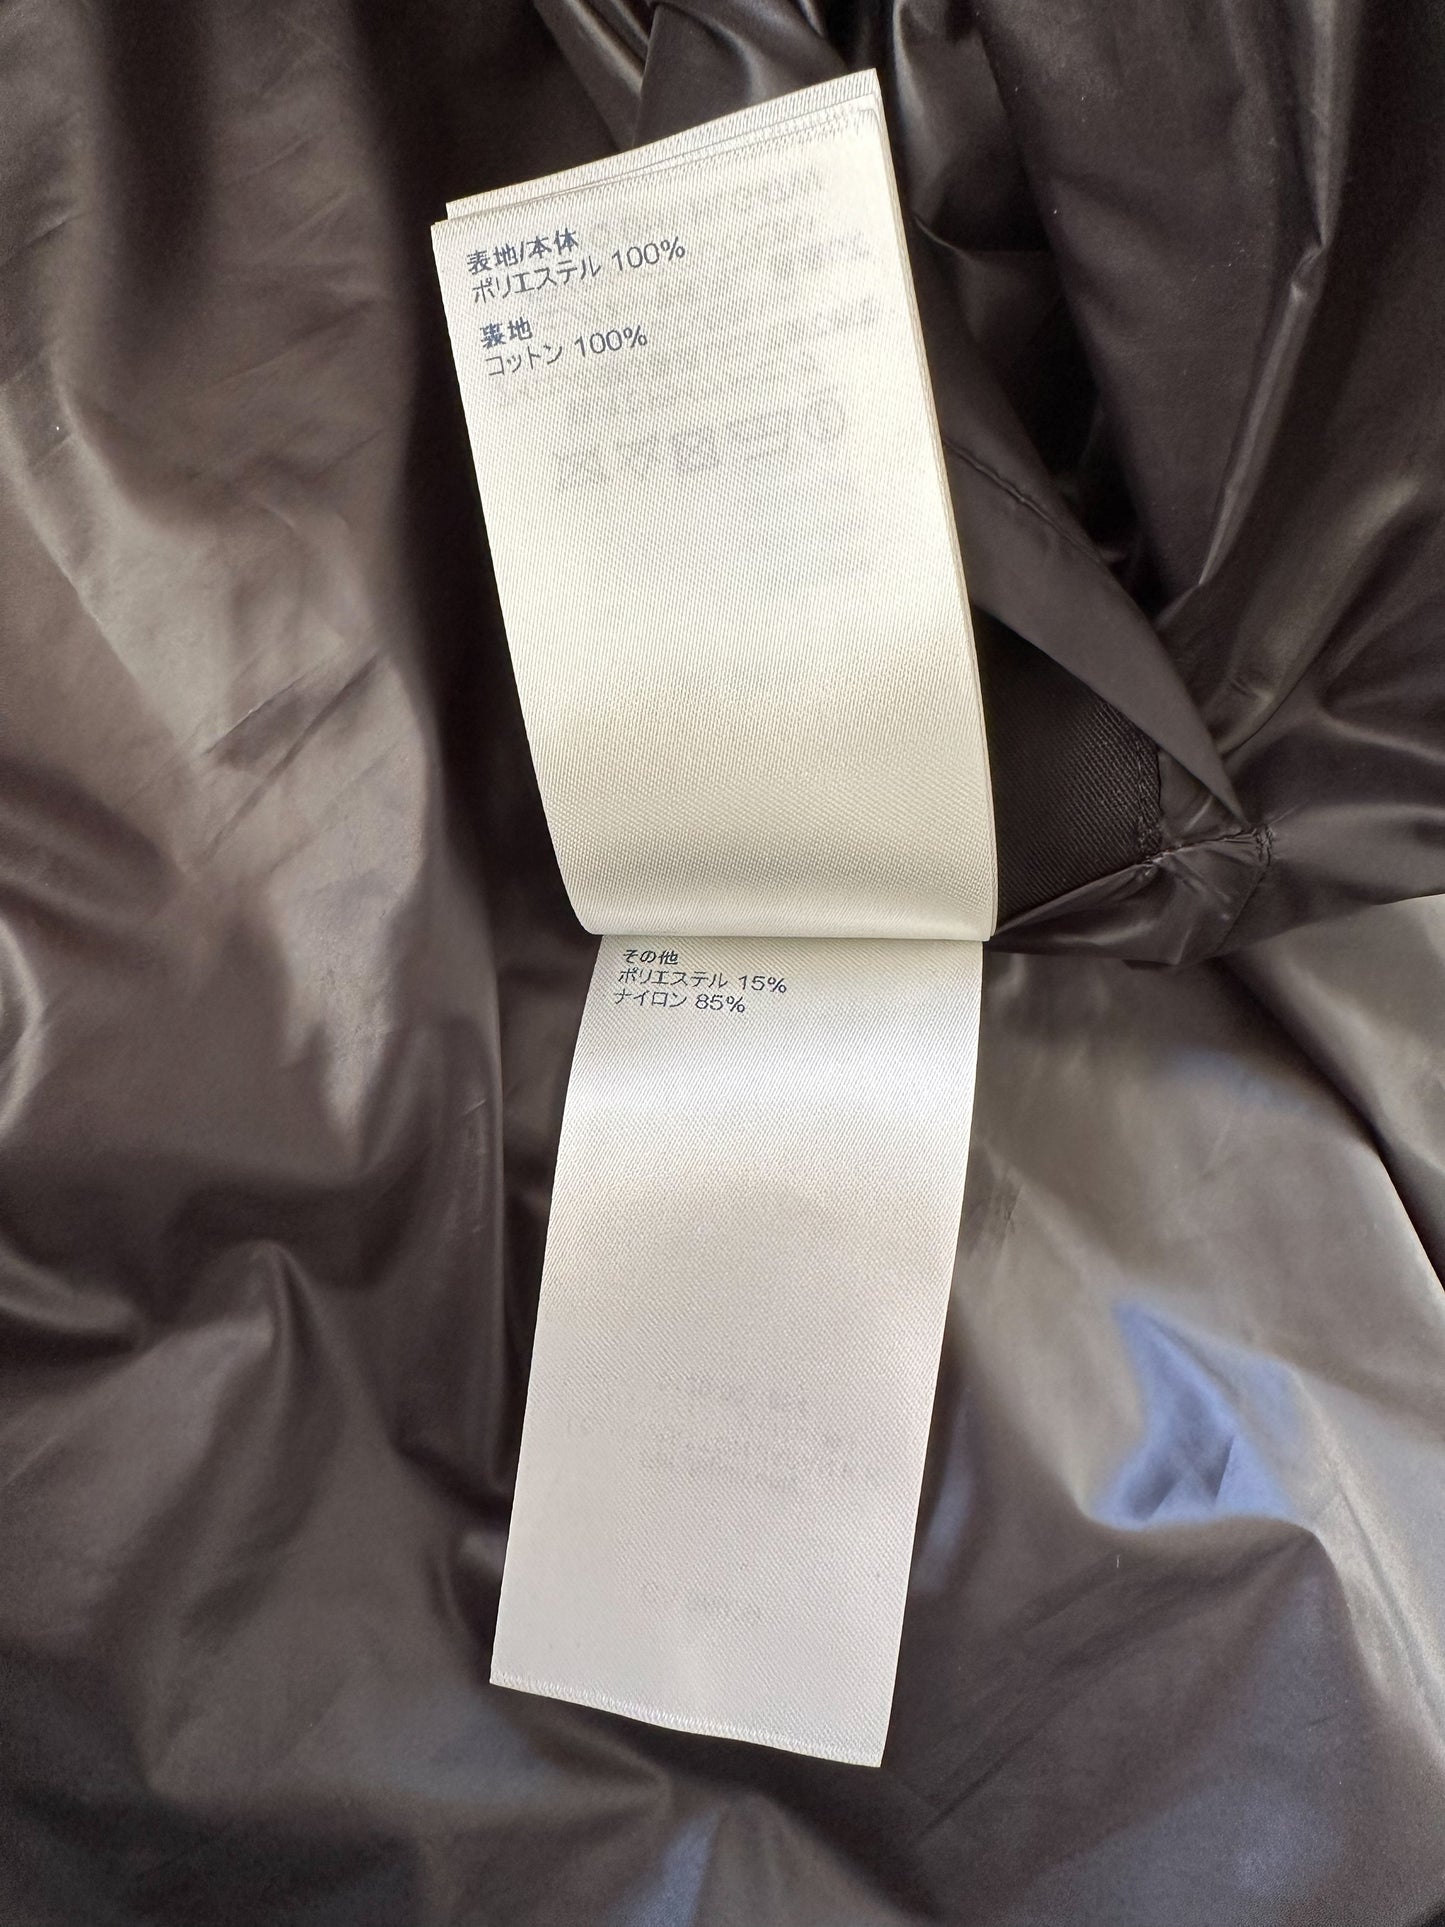 表地/本体
ポリエステル 100%
裏地
コットン 100%
その他
ポリエステル 15%
ナイロン 85%